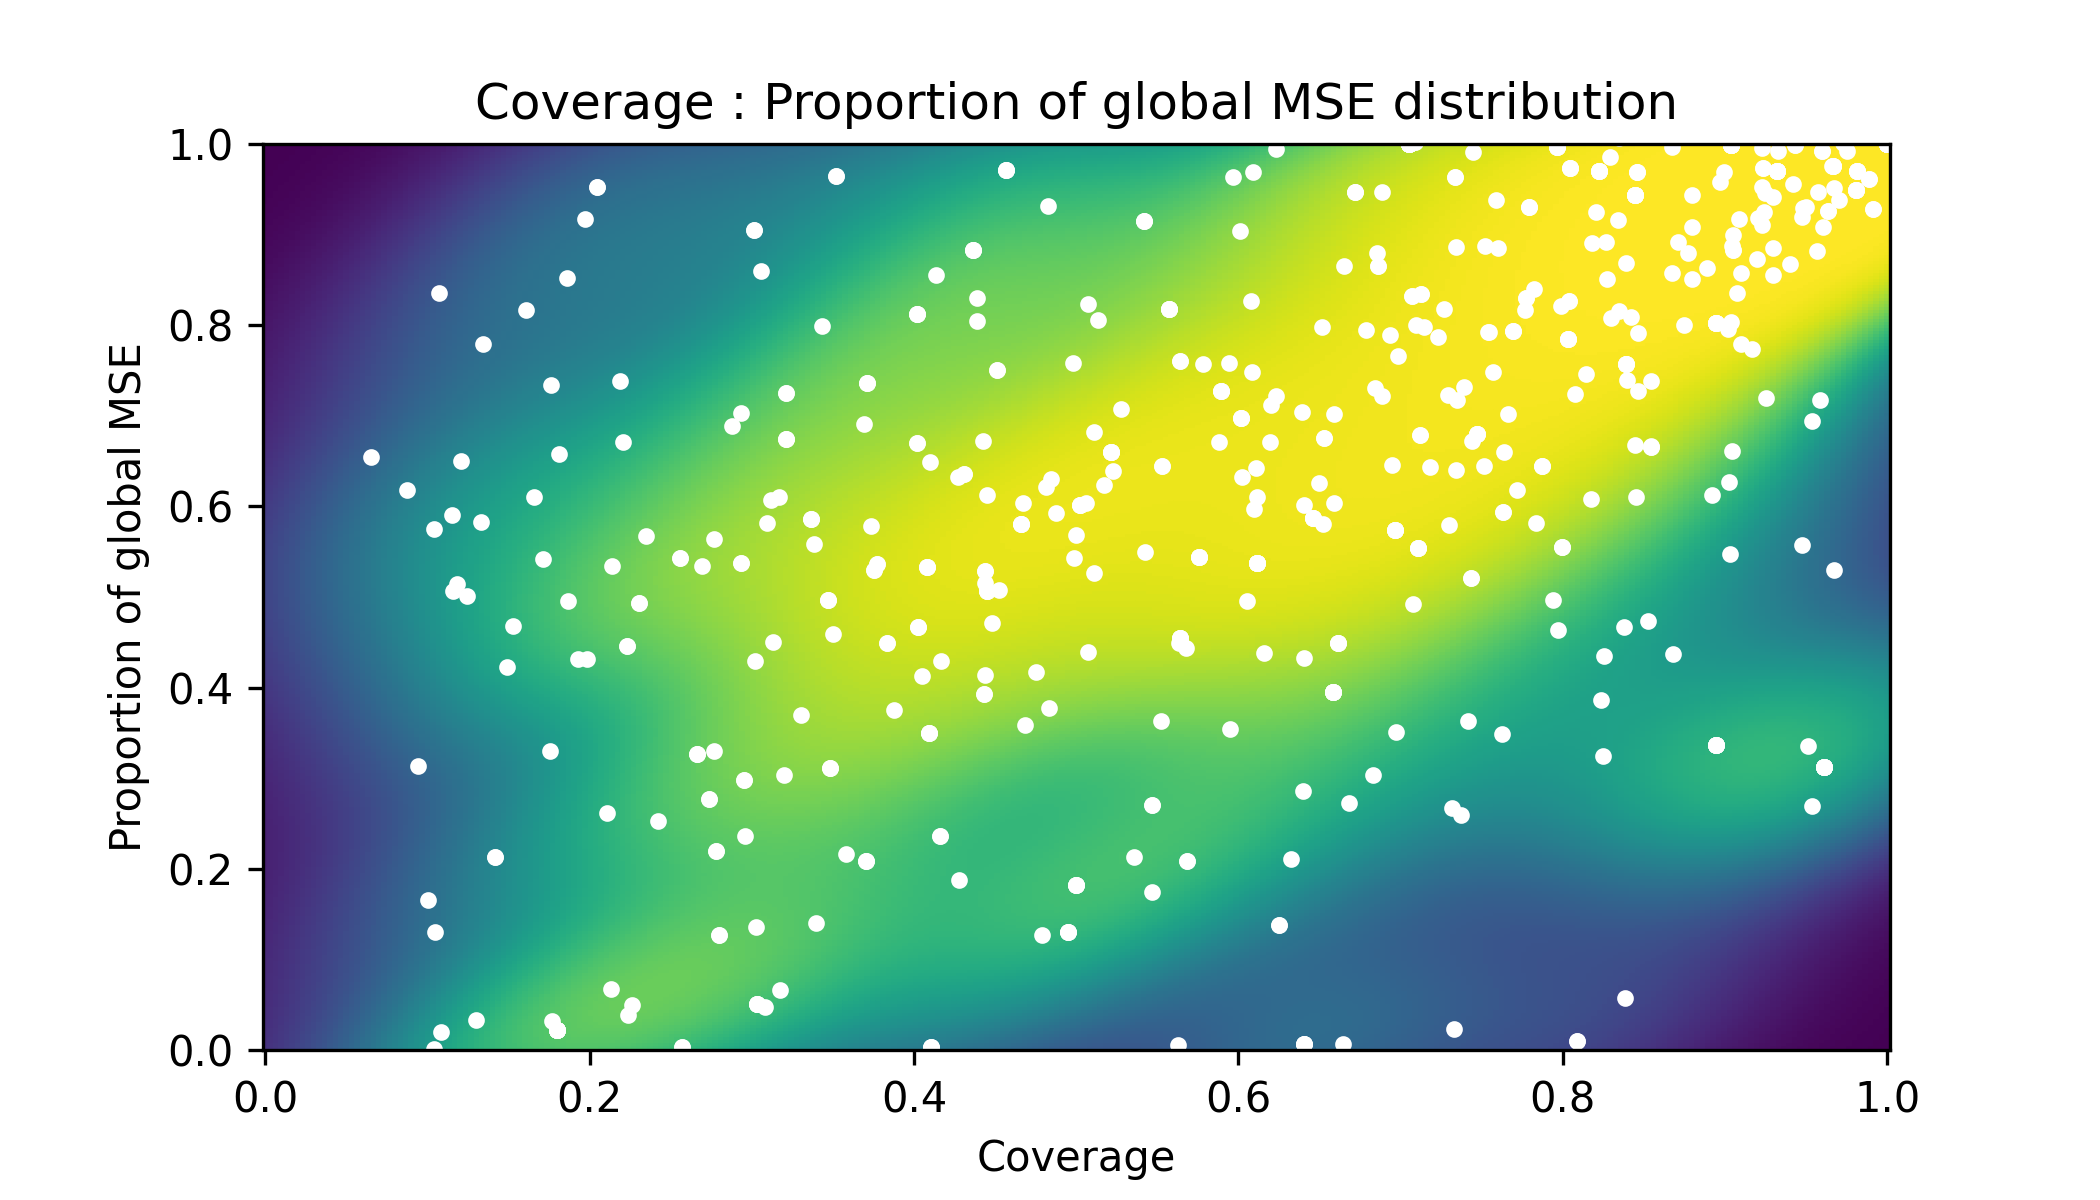 Coverage : Proportion of global MSE distribution
1.0
0.8
0.6
0.4
0.2
0.0
Proportion of global MSE
0.0 0.2 0.4 0.6 0.8 1.0
Coverage